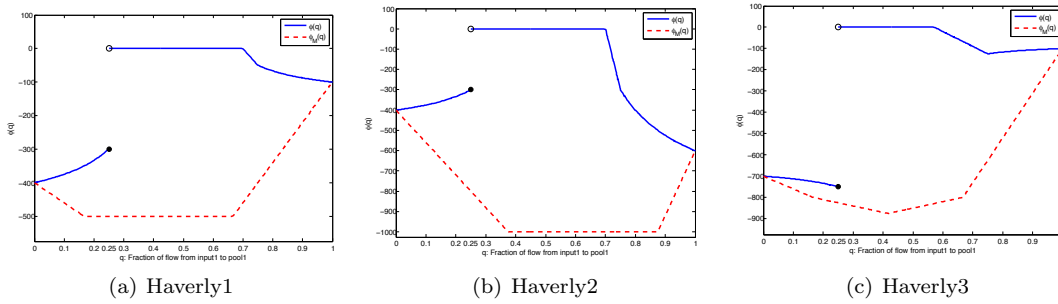 100
0
−100
−200
−300
−400
−500
ϕ(q)
ϕ(q)
ϕM(q)
0 0.1 0.2 0.25 0.3 0.4 0.5 0.6 0.7 0.8 0.9 1
q: Fraction of flow from input1 to pool1
(a) Haverly1
0
−100
−200
−300
−400
−500
−600
−700
−800
−900
−1000
ϕ(q)
ϕ(q)
ϕM(q)
0 0.1 0.2 0.25 0.3 0.4 0.5 0.6 0.7 0.8 0.9 1
q: Fraction of flow from input1 to pool1
(b) Haverly2
0
−100
−200
−300
−400
−500
−600
−700
−800
−900
ϕ(q)
ϕ(q)
ϕM(q)
0 0.1 0.2 0.25 0.3 0.4 0.5 0.6 0.7 0.8 0.9
q: Fraction of flow from input1 to pool1
(c) Haverly3